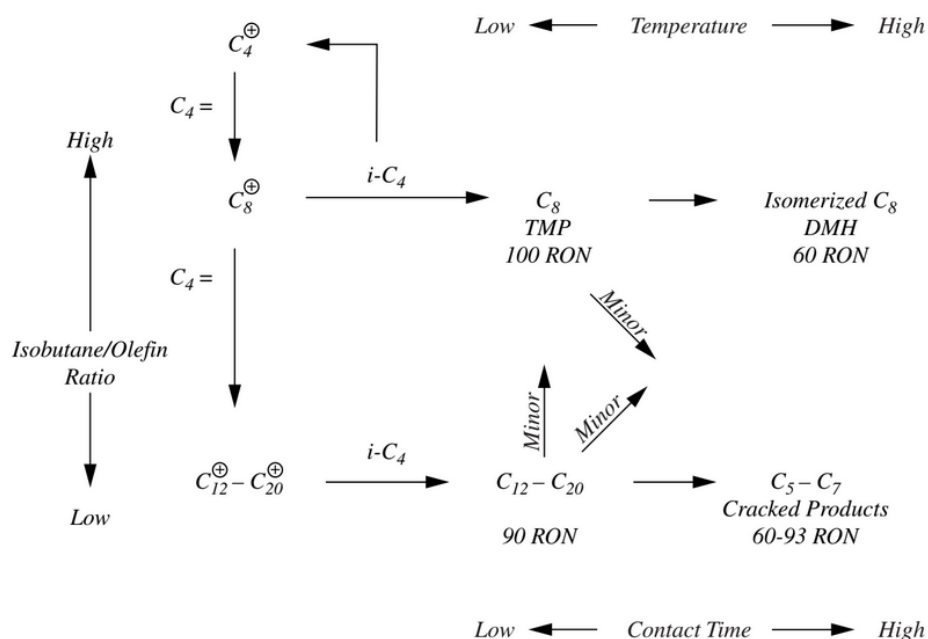 Low Temperature High
C4⊕
C4 =
High
i-C4
C8⊕
C8
TMP
100 RON
Isomerized C8
DMH
60 RON
C4 =
Minor
Isobutane/Olefin
Ratio
Minor
Minor
i-C4
C12⊕ – C20⊕
C12 – C20
90 RON
C5 – C7
Cracked Products
60-93 RON
Low
Low Contact Time High